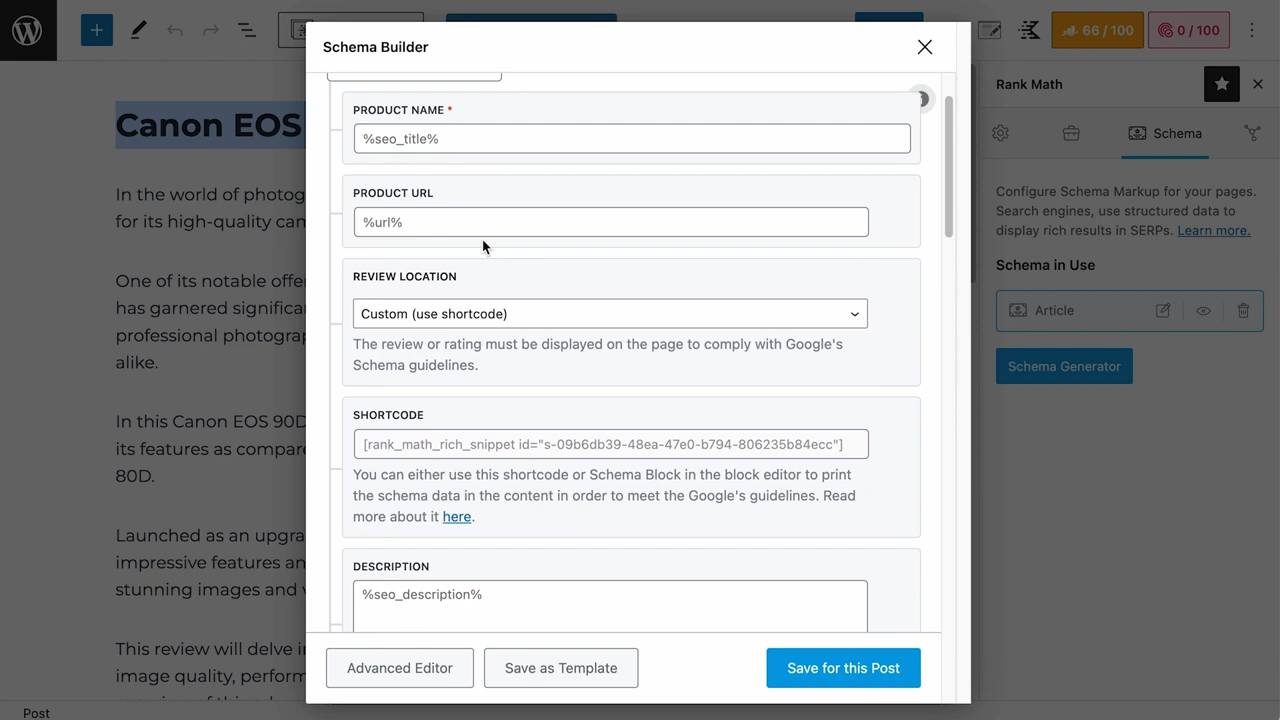 66 / 100
0 / 100
Schema Builder
PRODUCT NAME *
%seo_title%
PRODUCT URL
%url%
REVIEW LOCATION
Custom (use shortcode)
The review or rating must be displayed on the page to comply with Google's
Schema guidelines.
SHORTCODE
[rank_math_rich_snippet id="s-09b6db39-48ea-47e0-b794-806235b84ecc"]
You can either use this shortcode or Schema Block in the block editor to print
the schema data in the content in order to meet the Google's guidelines. Read
more about it here.
DESCRIPTION
%seo_description%
Advanced Editor
Save as Template
Save for this Post
Canon EOS
In the world of photog
for its high-quality can
One of its notable offe
has garnered significan
professional photograp
alike.
In this Canon EOS 90D
its features as compare
80D.
Launched as an upgra
impressive features an
stunning images and v
This review will delve in
image quality, perform
Rank Math
Schema
Configure Schema Markup for your pages.
Search engines, use structured data to
display rich results in SERPs. Learn more.
Schema in Use
Article
Schema Generator
Post